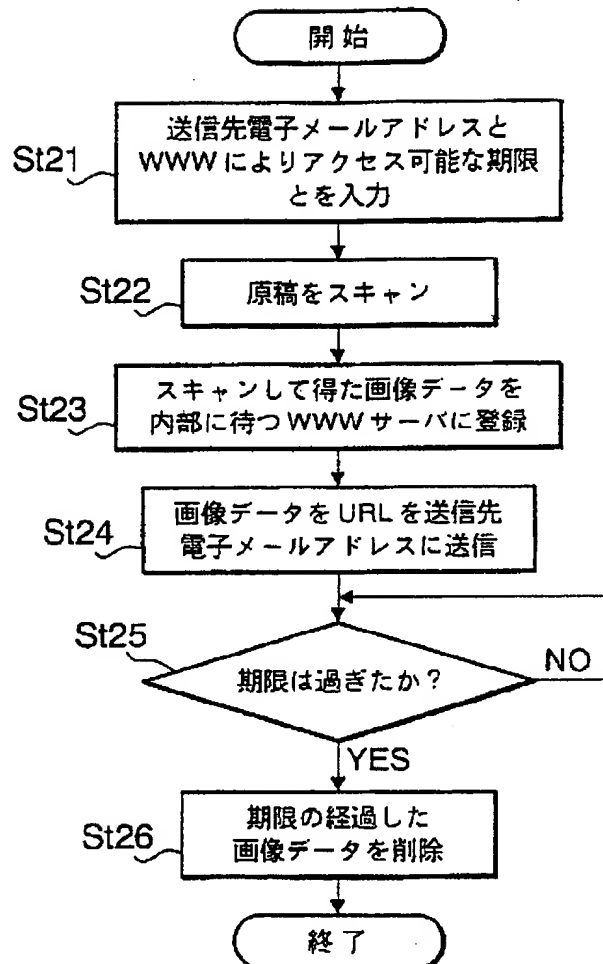 開始
St21
送信先電子メールアドレスと
WWWによりアクセス可能な期限
とを入力
St22
原稿をスキャン
St23
スキャンして得た画像データを
内部に待つWWWサーバに登録
St24
画像データをURLを送信先
電子メールアドレスに送信
St25
期限は過ぎたか?
NO
YES
St26
期限の経過した
画像データを削除
終了